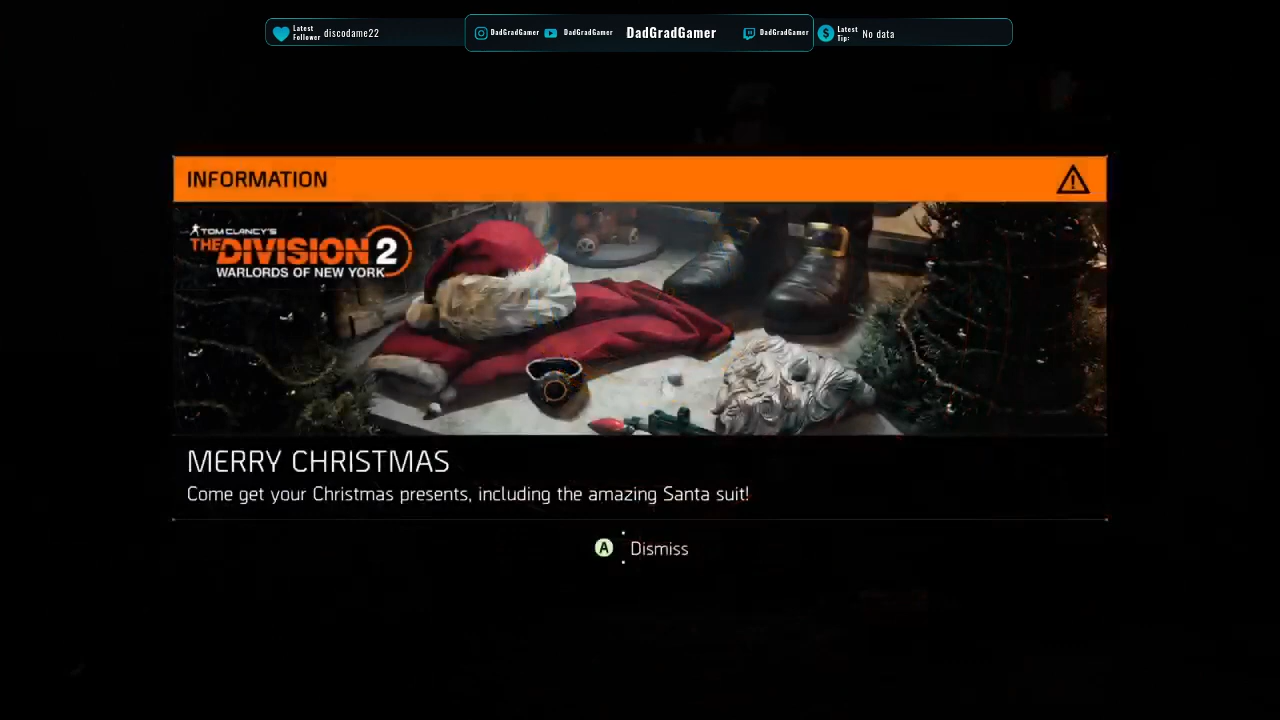 Latest
Follower
discodame22
DadGradGamer
DadGradGamer
DadGradGamer
DadGradGamer
$
Latest
Tip:
No data
INFORMATION
TOM CLANCY'S
THE DIVISION 2
WARLORDS OF NEW YORK
MERRY CHRISTMAS
Come get your Christmas presents, including the amazing Santa suit!
A Dismiss